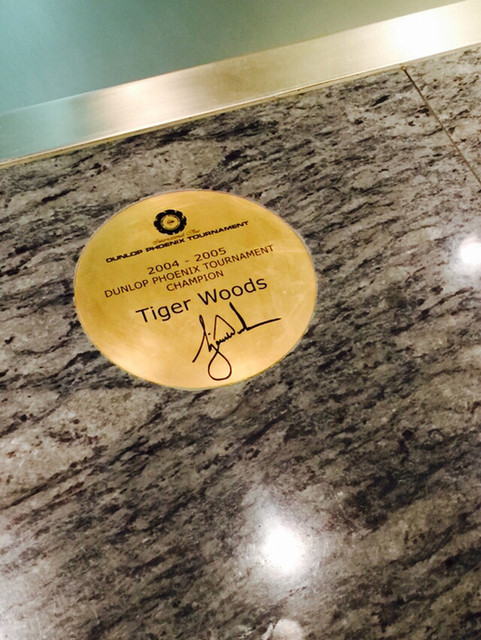 DUNLOP PHOENIX TOURNAMENT
2004 - 2005
DUNLOP PHOENIX TOURNAMENT
CHAMPION
Tiger Woods